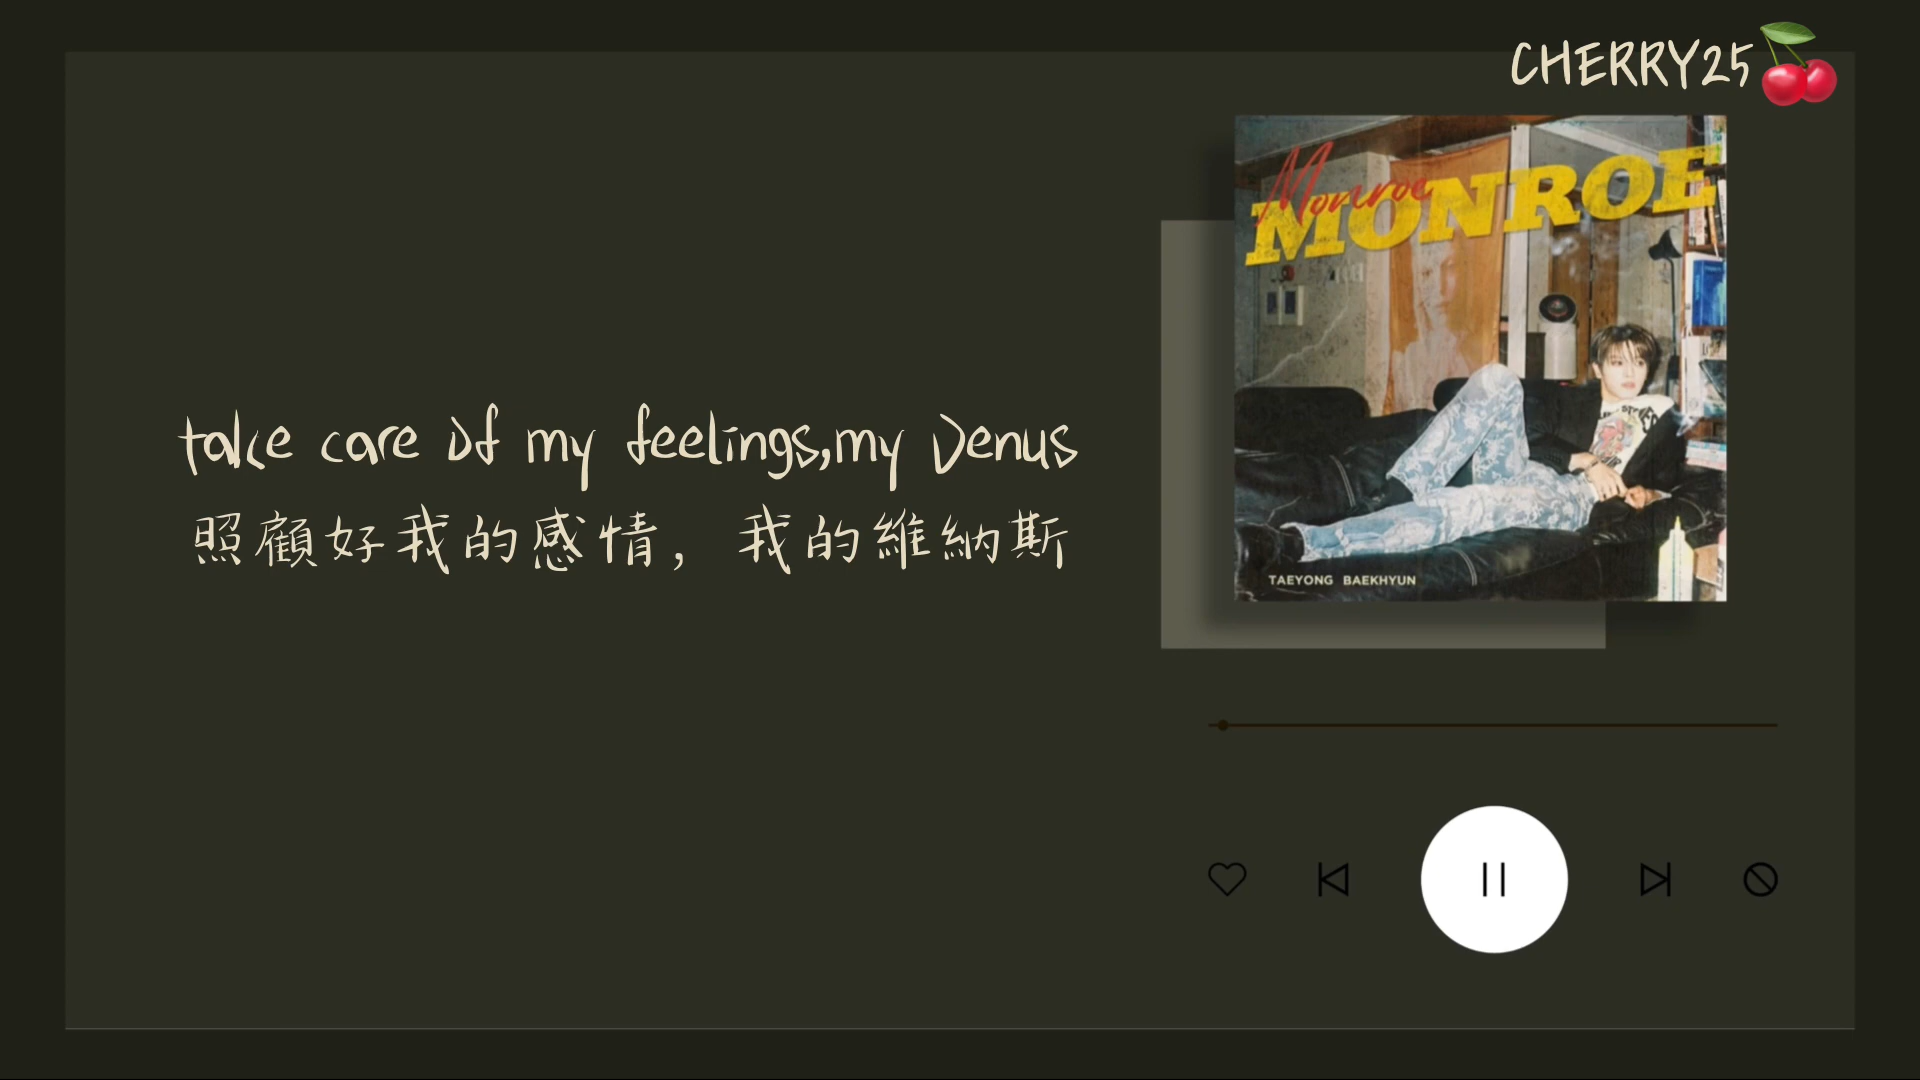 CHERRY25
Monroe
MONROE
take care of my feelings,my Venus
照顧好我的感情，我的維納斯
TAEYONG BAEKHYUN